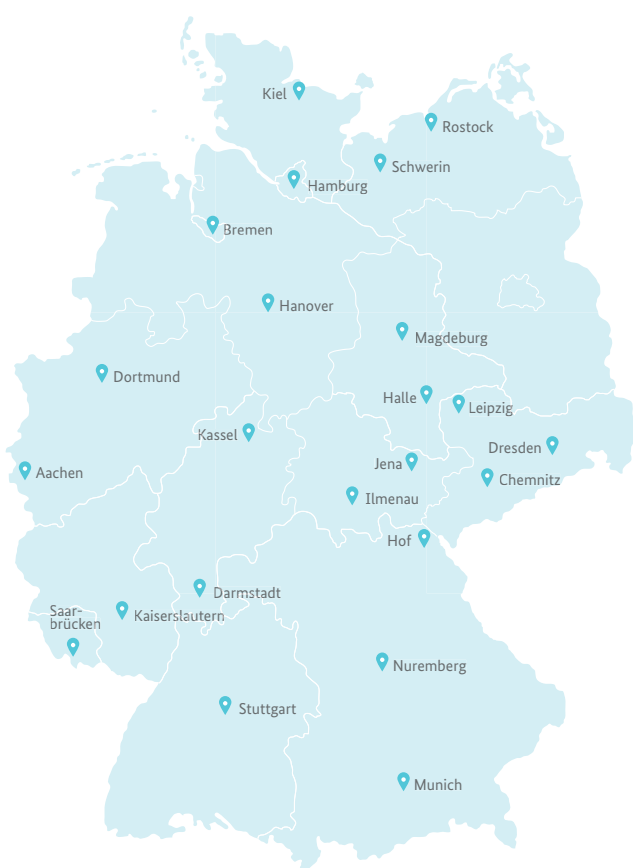 Kiel
Rostock
Schwerin
Hamburg
Bremen
Hanover
Magdeburg
Dortmund
Halle
Leipzig
Kassel
Dresden
Jena
Aachen
Chemnitz
Ilmenau
Hof
Darmstadt
Saar-
brücken
Kaiserslautern
Nuremberg
Stuttgart
Munich